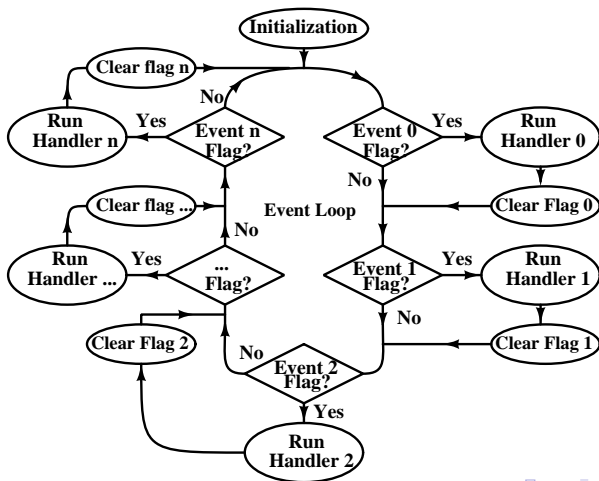 Initialization
Clear flag n
No
Yes
Run
Handler n
Event n
Flag?
Event 0
Flag?
Yes
Run
Handler 0
No
Clear Flag 0
Event Loop
Clear flag ...
No
Yes
Run
Handler ...
...
Flag?
Event 1
Flag?
Yes
Run
Handler 1
No
Clear Flag 1
Clear Flag 2
No
Event 2
Flag?
Yes
Run
Handler 2